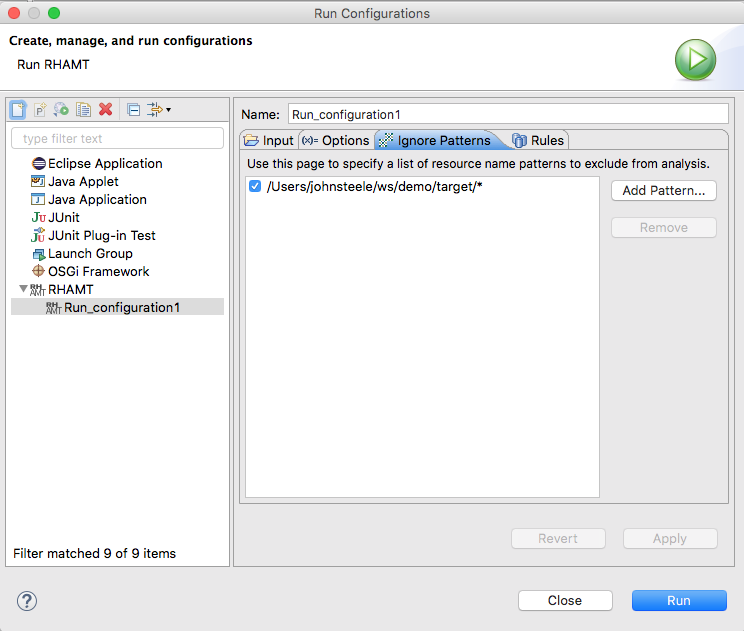 Run Configurations
Create, manage, and run configurations
Run RHAMT
type filter text
Eclipse Application
Java Applet
Java Application
JUnit
JUnit Plug-in Test
Launch Group
OSGi Framework
RHAMT
Run_configuration1
Filter matched 9 of 9 items
Name: Run_configuration1
Input (x)= Options Ignore Patterns Rules
Use this page to specify a list of resource name patterns to exclude from analysis.
/Users/johnsteele/ws/demo/target/*
Add Pattern...
Remove
Revert Apply
? Close Run